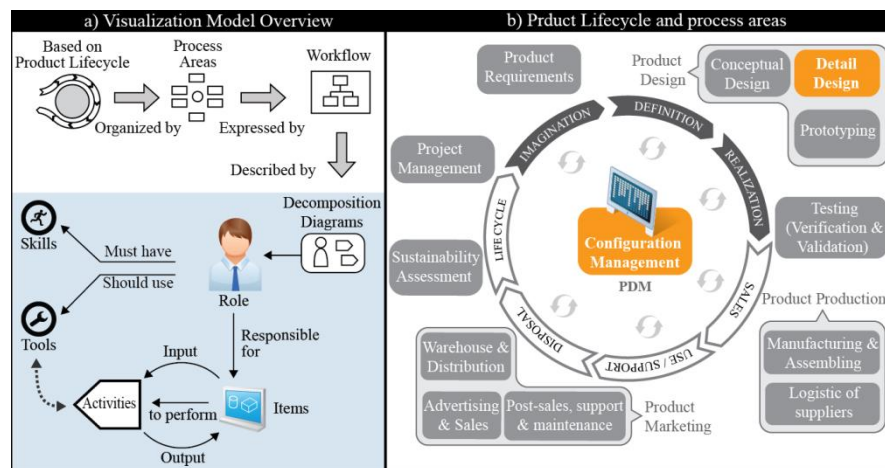 a) Visualization Model Overview
Based on
Product Lifecycle
Process
Areas
Workflow
Organized by
Expressed by
Described by
Decomposition
Diagrams
Skills
Must have
Should use
Role
Tools
Responsible
for
Input
Activities
to perform
Items
Output
b) Prduct Lifecycle and process areas
Product
Requirements
Product
Design
Conceptual
Design
Detail
Design
Prototyping
Project
Management
IMAGINATION
DEFINITION
REALIZATION
SALES
USE / SUPPORT
DISPOSAL
LIFE CYCLE
Configuration
Management
PDM
Testing
(Verification &
Validation)
Sustainability
Assessment
Product Production
Manufacturing &
Assembling
Logistic of
suppliers
Warehouse &
Distribution
Advertising
& Sales
Post-sales, support
& maintenance
Product
Marketing